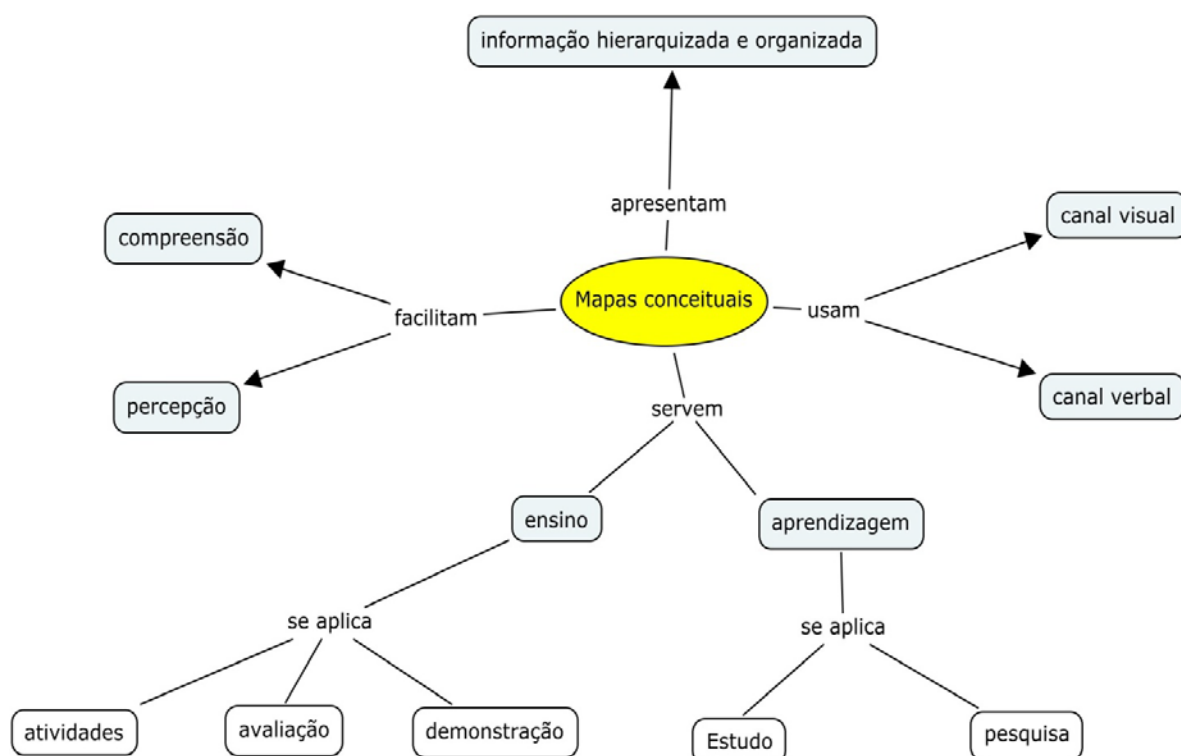 informação hierarquizada e organizada
apresentam
canal visual
compreensão
Mapas conceituais
facilitam
usam
percepção
canal verbal
servem
ensino
aprendizagem
se aplica
se aplica
atividades
avaliação
demonstração
Estudo
pesquisa